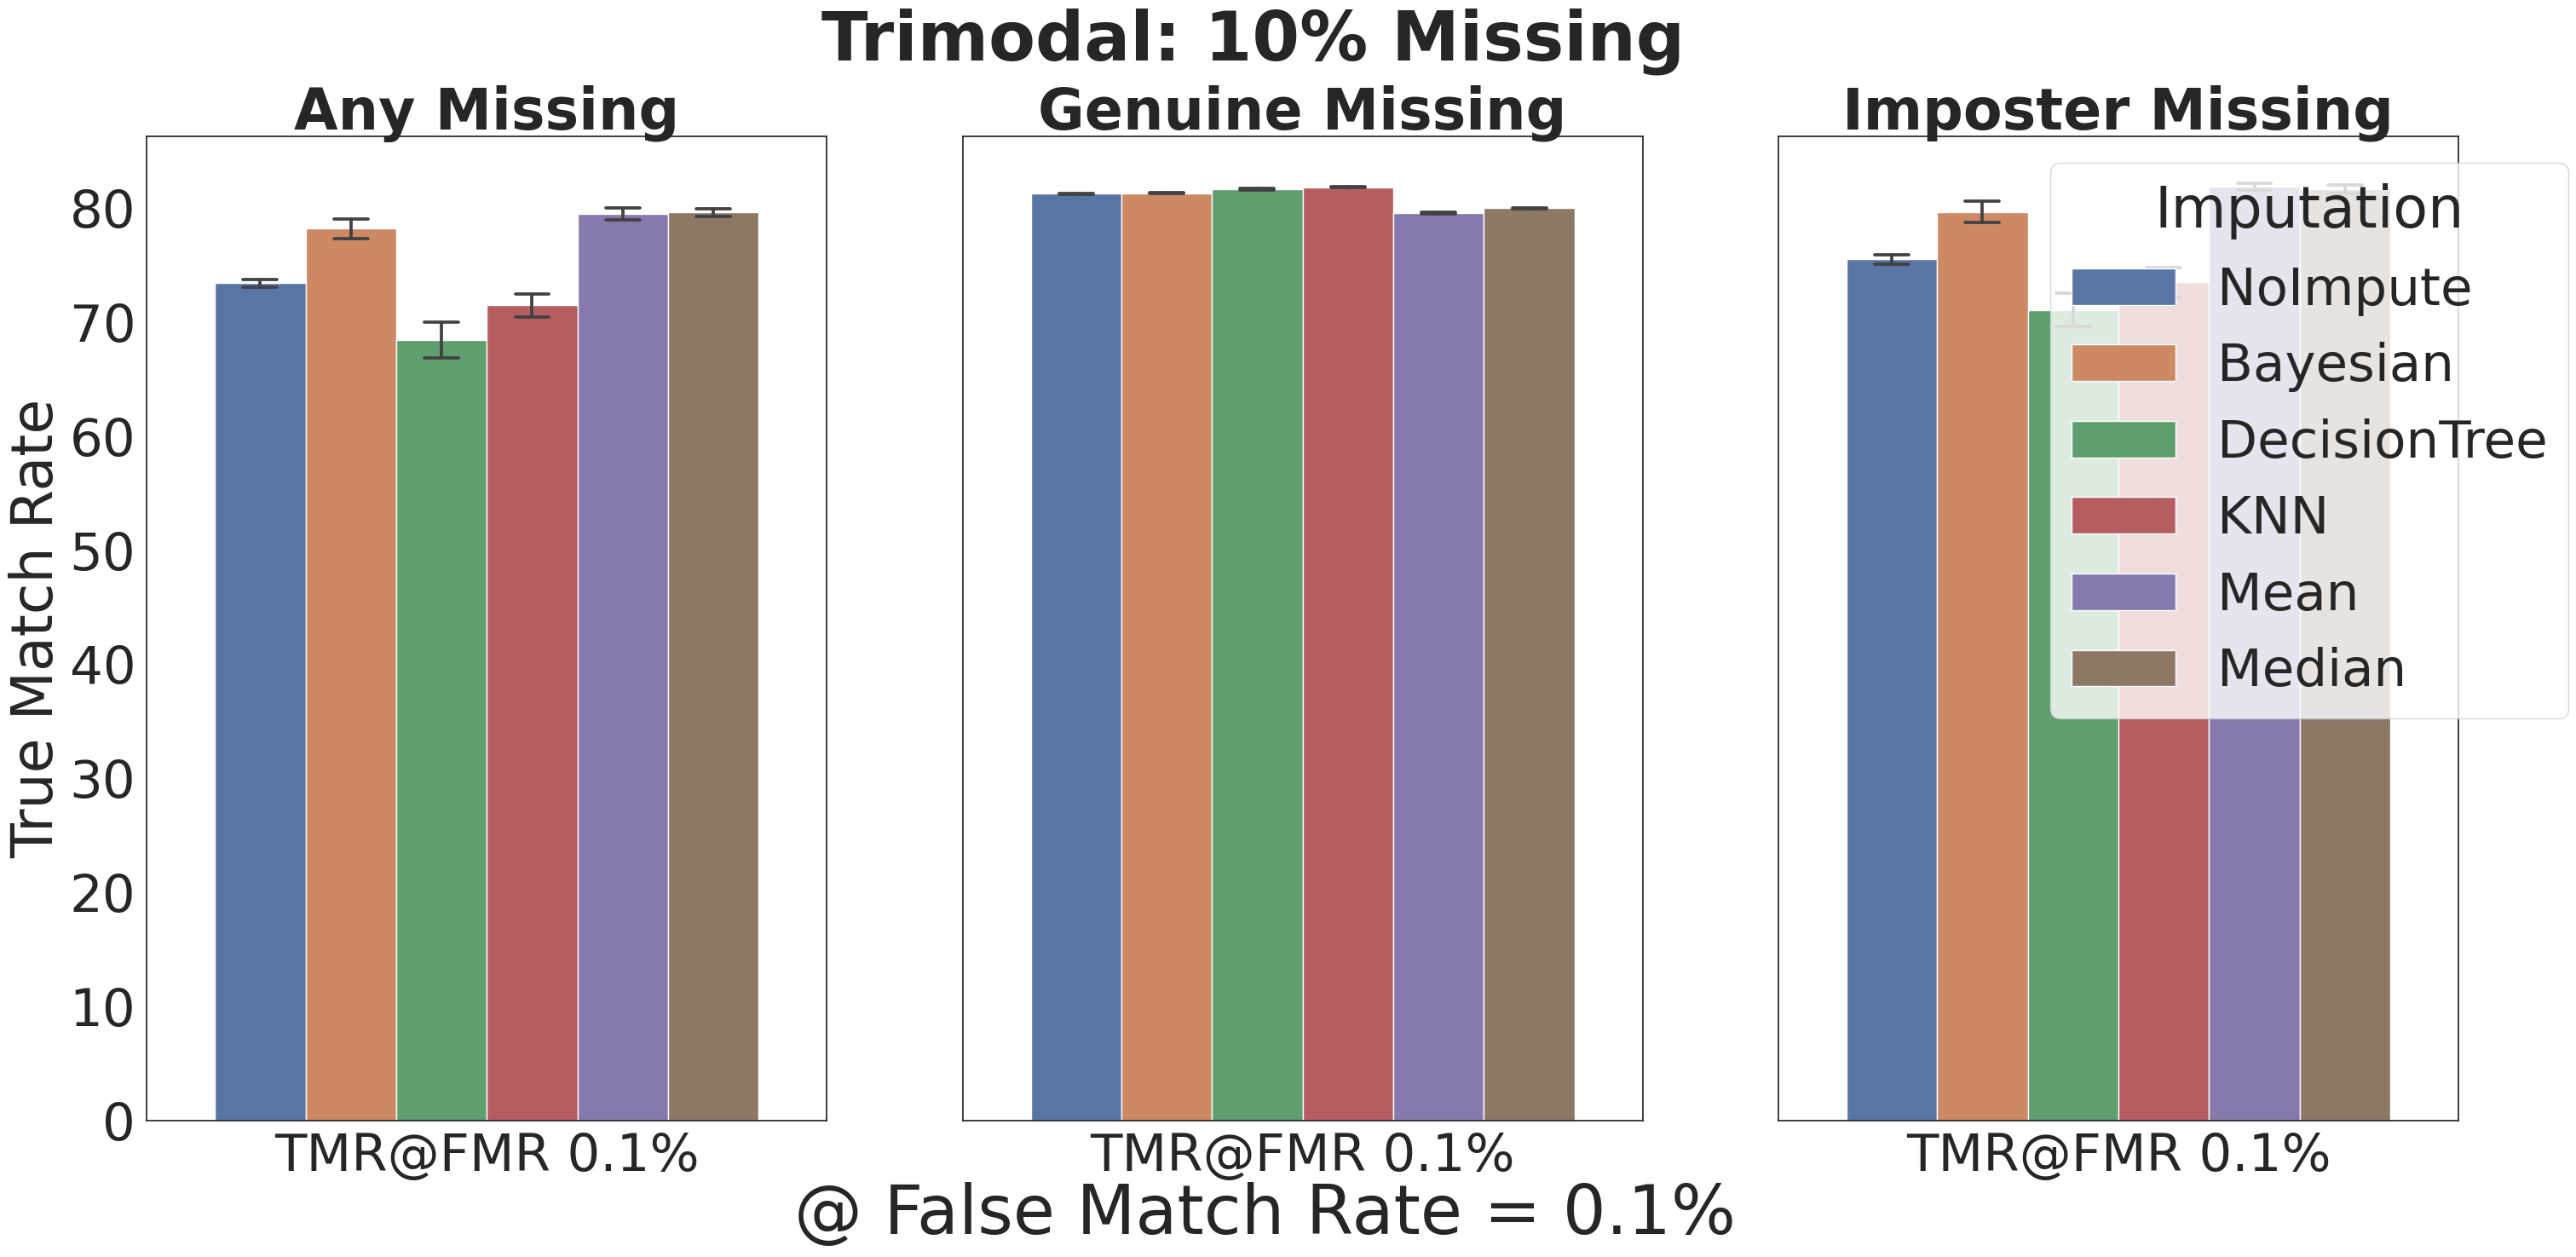 Trimodal: 10% Missing
Any Missing
Genuine Missing
Imposter Missing
True Match Rate
80
70
60
50
40
30
20
10
0
TMR@FMR 0.1%
TMR@FMR 0.1%
TMR@FMR 0.1%
Imputation
NoImpute
Bayesian
DecisionTree
KNN
Mean
Median
@ False Match Rate = 0.1%